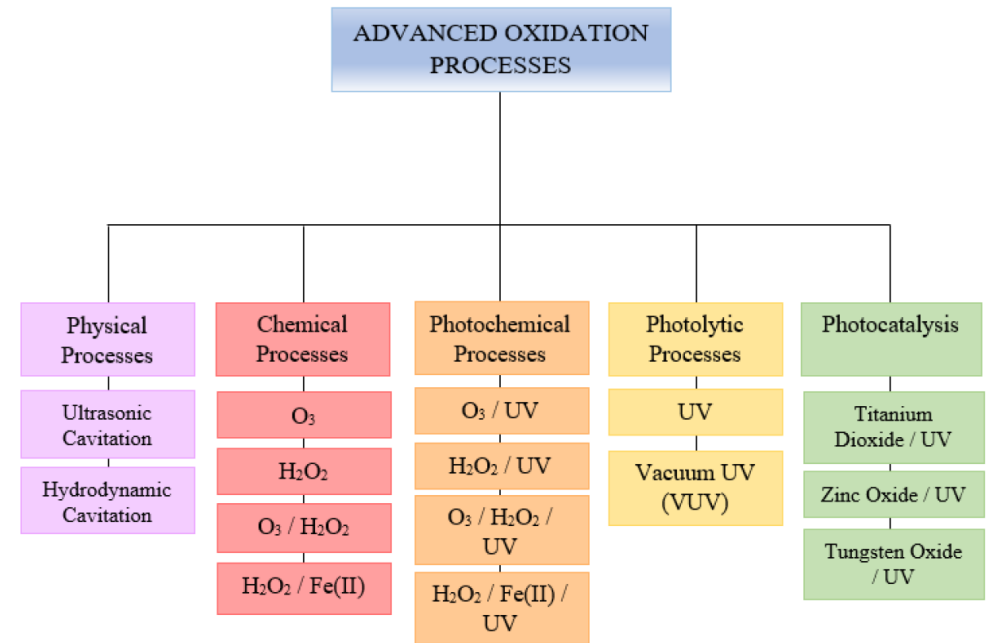 ADVANCED OXIDATION
PROCESSES
Physical
Processes
Ultrasonic
Cavitation
Hydrodynamic
Cavitation
Chemical
Processes
O₃
H₂O₂
O₃ / H₂O₂
H₂O₂ / Fe(II)
Photochemical
Processes
O₃ / UV
H₂O₂ / UV
O₃ / H₂O₂ /
UV
H₂O₂ / Fe(II) /
UV
Photolytic
Processes
UV
Vacuum UV
(VUV)
Photocatalysis
Titanium
Dioxide / UV
Zinc Oxide / UV
Tungsten Oxide
/ UV